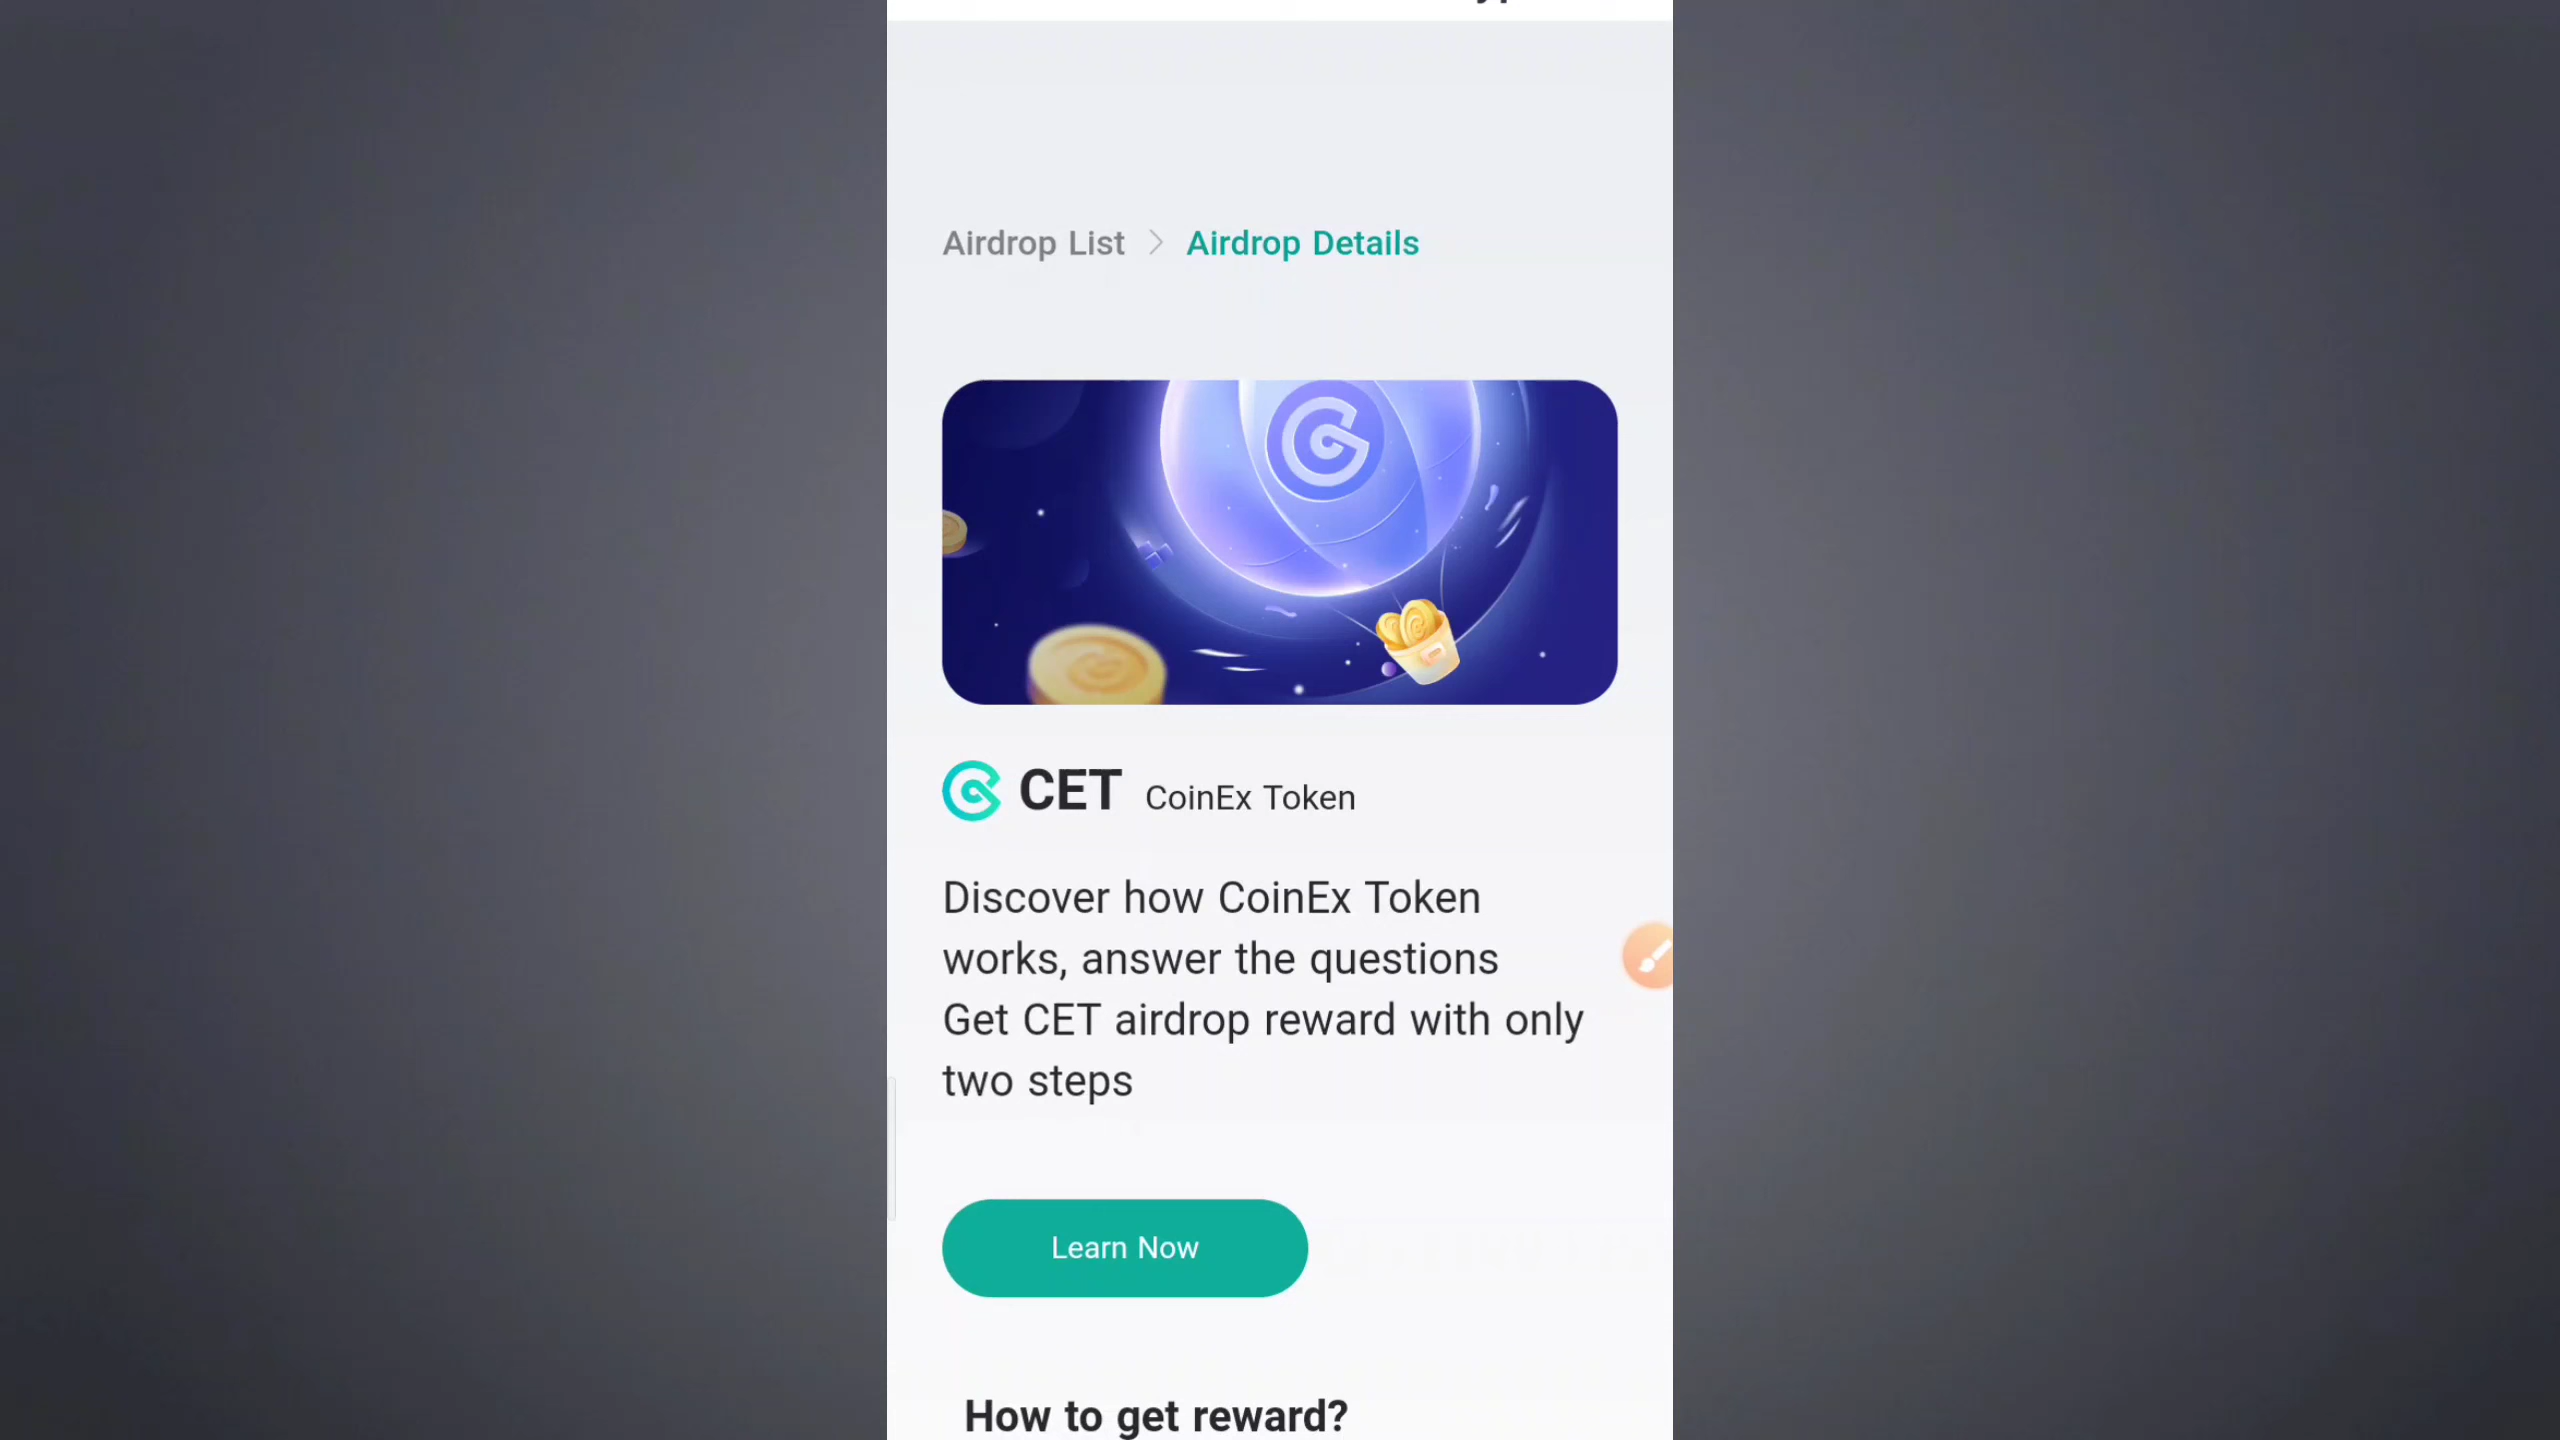 Airdrop List > Airdrop Details
CET CoinEx Token
Discover how CoinEx Token
works, answer the questions
Get CET airdrop reward with only
two steps
Learn Now
How to get reward?